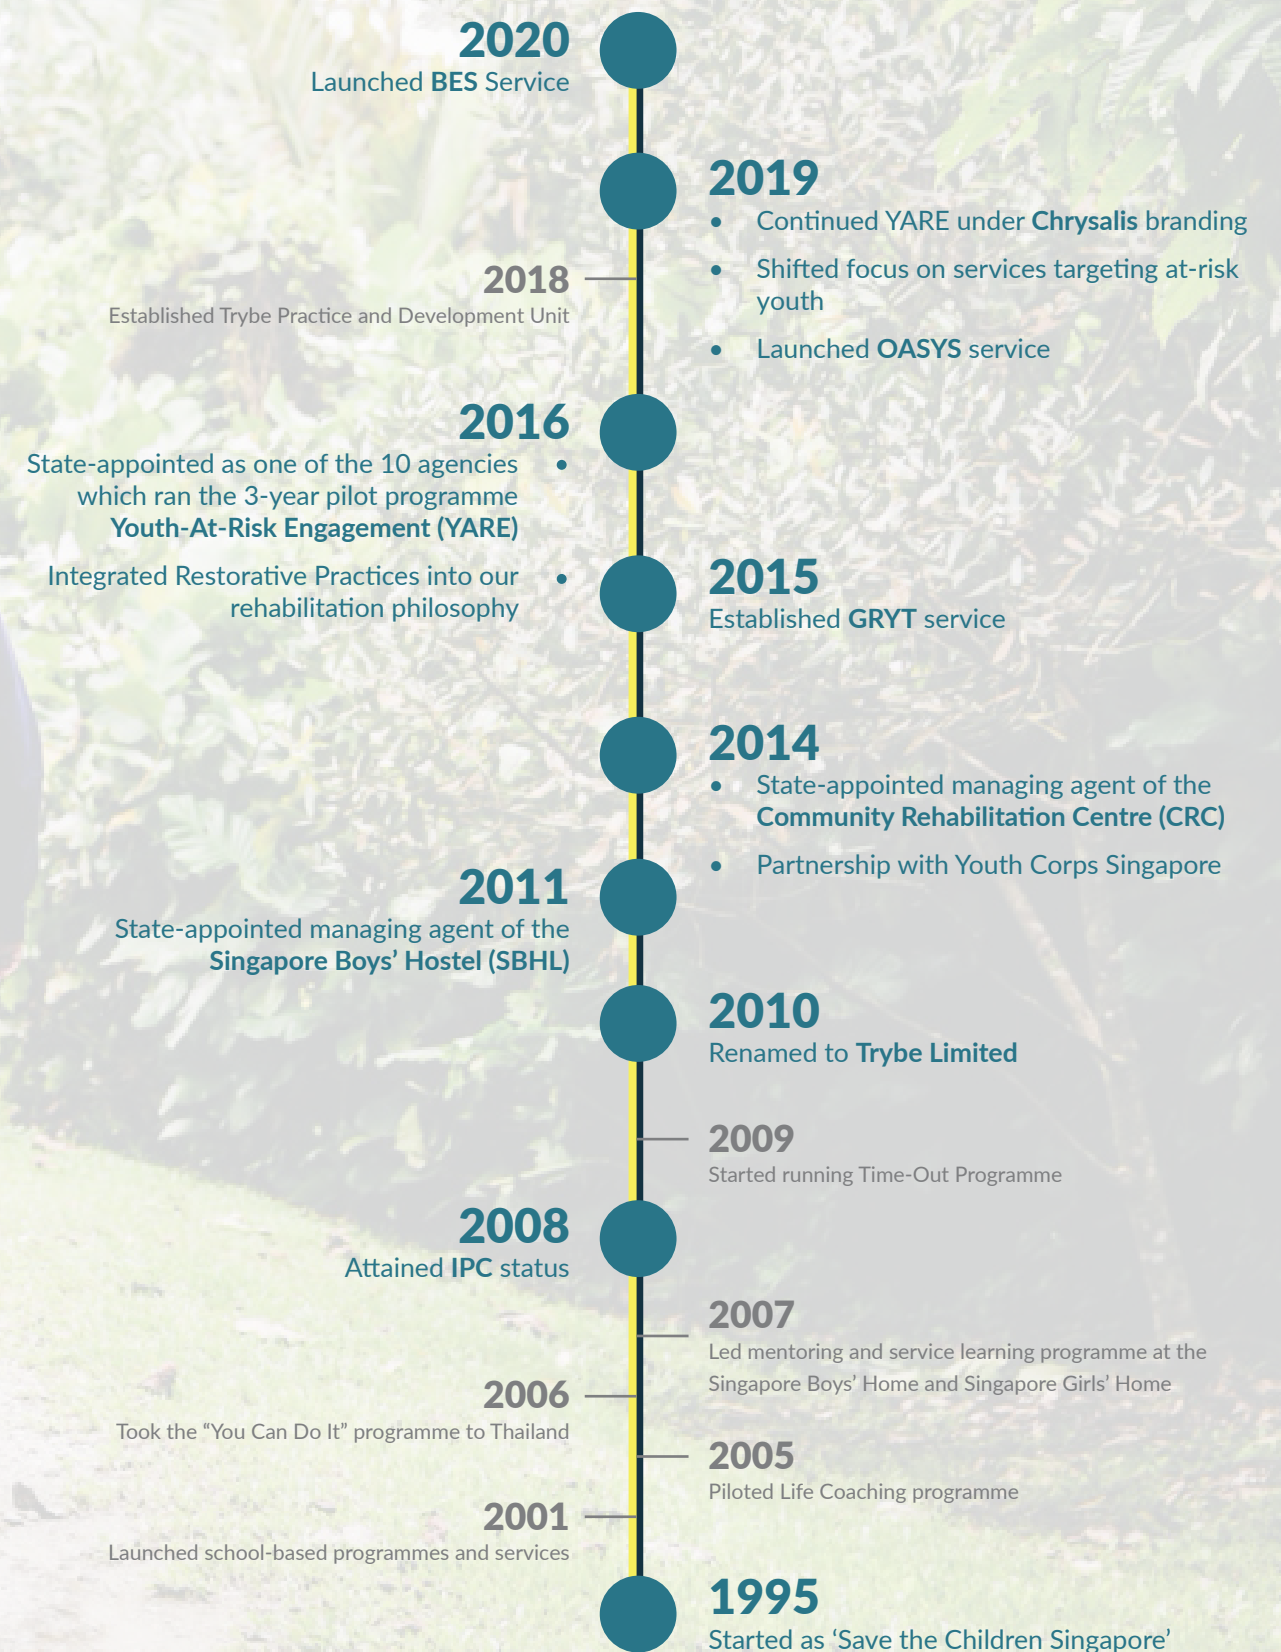 2020
Launched BES Service
2019
• Continued YARE under Chrysalis branding
• Shifted focus on services targeting at-risk
youth
• Launched OASYS service
2018
Established Trybe Practice and Development Unit
2016
State-appointed as one of the 10 agencies •
which ran the 3-year pilot programme
Youth-At-Risk Engagement (YARE)
Integrated Restorative Practices into our •
rehabilitation philosophy
2015
Established GRYT service
2014
• State-appointed managing agent of the
Community Rehabilitation Centre (CRC)
• Partnership with Youth Corps Singapore
2011
State-appointed managing agent of the
Singapore Boys’ Hostel (SBHL)
2010
Renamed to Trybe Limited
2009
Started running Time-Out Programme
2008
Attained IPC status
2007
Led mentoring and service learning programme at the
Singapore Boys’ Home and Singapore Girls’ Home
2006
Took the “You Can Do It” programme to Thailand
2005
Piloted Life Coaching programme
2001
Launched school-based programmes and services
1995
Started as ‘Save the Children Singapore’